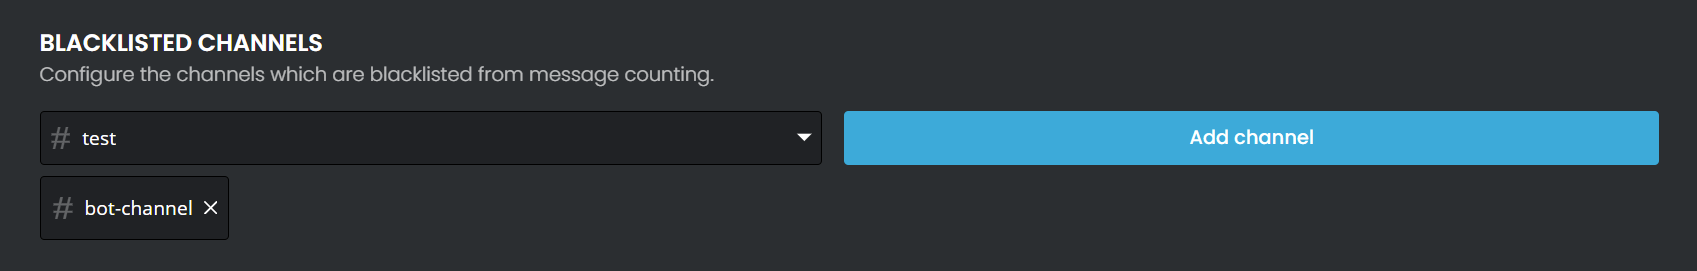 BLACKLISTED CHANNELS
Configure the channels which are blacklisted from message counting.
# test
Add channel
# bot-channel ×